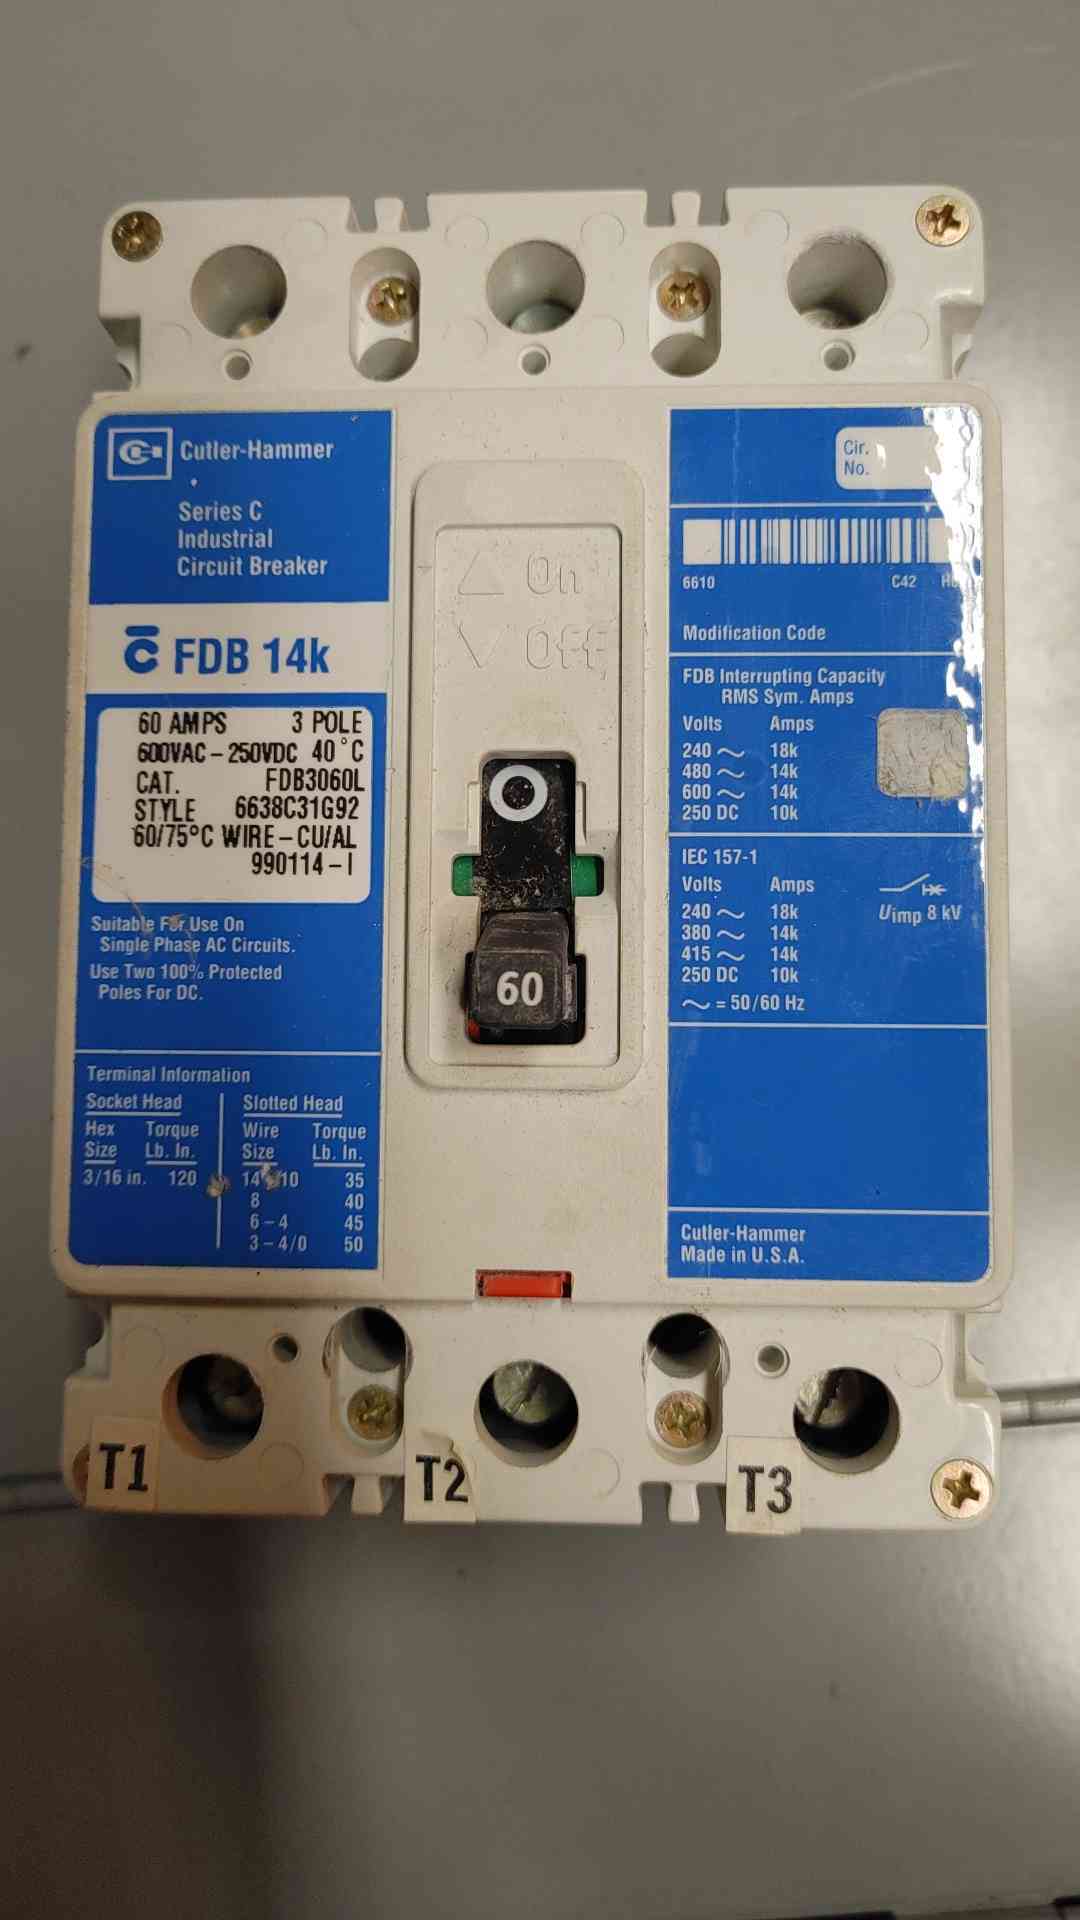 Cutler-Hammer
Series C
Industrial
Circuit Breaker
FDB 14k
60 AMPS 3 POLE
600VAC-250VDC 40°C
CAT. FDB3060L
STYLE 6638C31G92
60/75°C WIRE-CU/AL
990114-I
Suitable For Use On
Single Phase AC Circuits.
Use Two 100% Protected
Poles For DC.
Terminal Information
Socket Head Slotted Head
Hex Torque Wire Torque
Size Lb. In. Size Lb. In.
3/16 in. 120 14-10 35
8 40
6-4 45
3-4/0 50
On
Off
60
Cir.
No.
6610 C42
Modification Code
FDB Interrupting Capacity
RMS Sym. Amps
Volts Amps
240 ~ 18k
480 ~ 14k
600 ~ 14k
250 DC 10k
IEC 157-1
Volts Amps
240 ~ 18k
380 ~ 14k
415 ~ 14k
250 DC 10k
~ = 50/60 Hz
Uimp 8 kV
Cutler-Hammer
Made in U.S.A.
T1 T2 T3